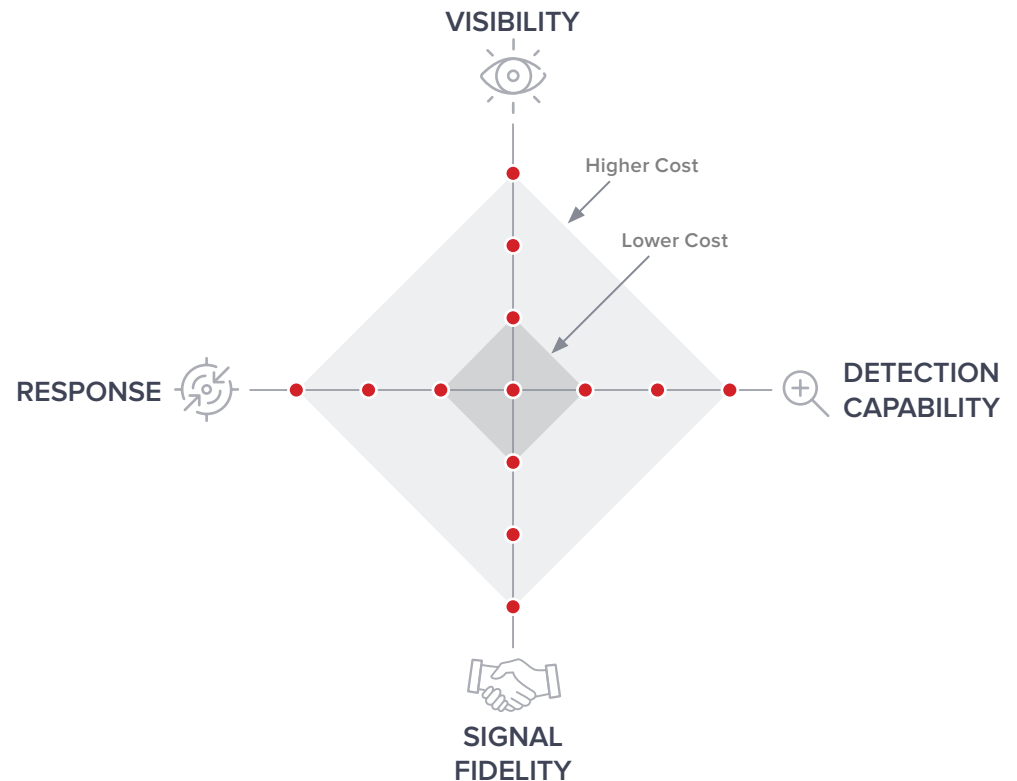 VISIBILITY
Higher Cost
Lower Cost
RESPONSE
DETECTION
CAPABILITY
SIGNAL
FIDELITY